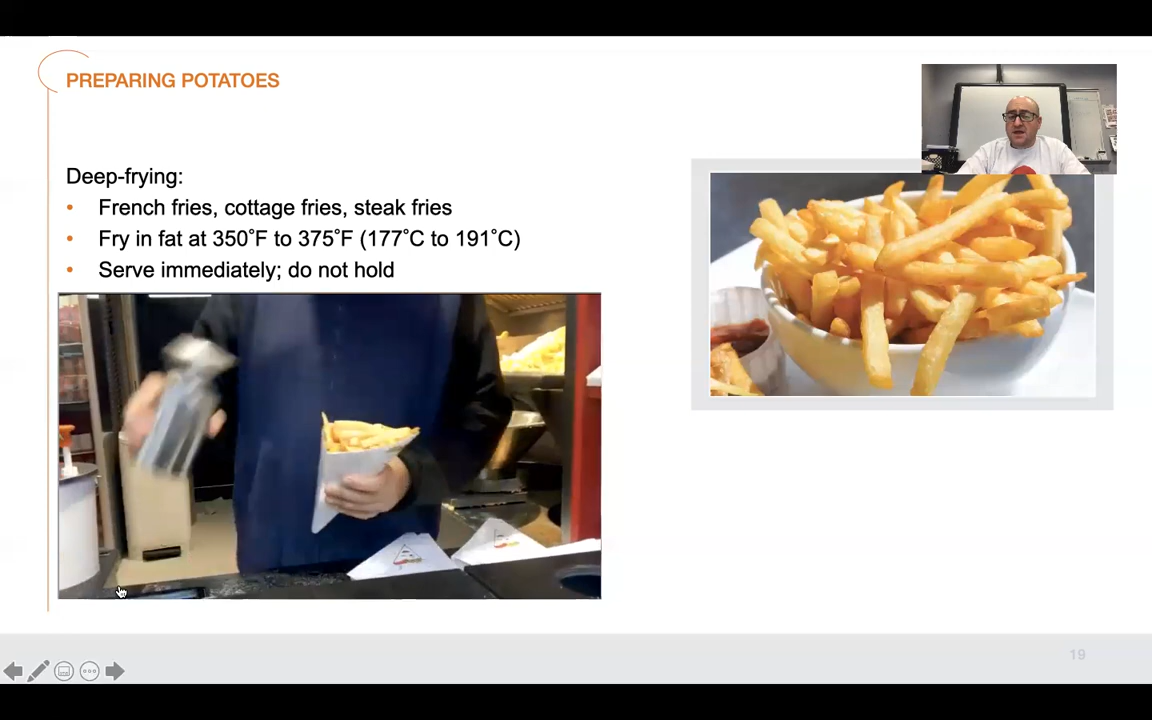 PREPARING POTATOES
Deep-frying:
• French fries, cottage fries, steak fries
• Fry in fat at 350˚F to 375˚F (177˚C to 191˚C)
• Serve immediately; do not hold
19